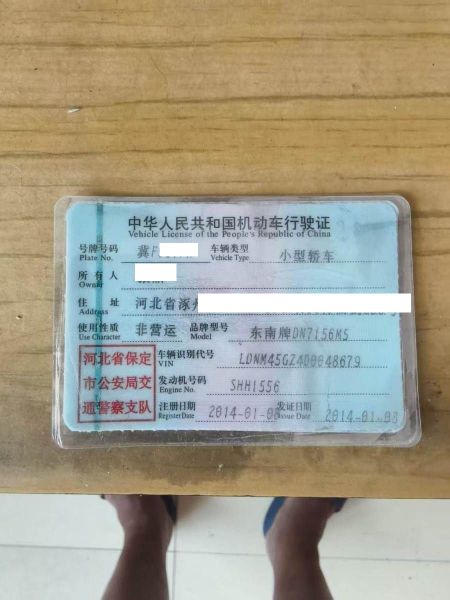 中华人民共和国机动车行驶证
Vehicle License of the People's Republic of China
号牌号码 冀F 车辆类型 小型轿车
Plate No. Vehicle Type
所有人
Owner
住址 河北省涿
Address
使用性质 非营运 品牌型号 东南牌DN7156M5
Use Character Model
河北省保定 车辆识别代号 LDNM45GZ4D0048679
VIN
市公安局交 发动机号码 SHH1556
Engine No.
通警察支队 注册日期 2014-01-08 发证日期 2014-01-08
Register Date Issue Date